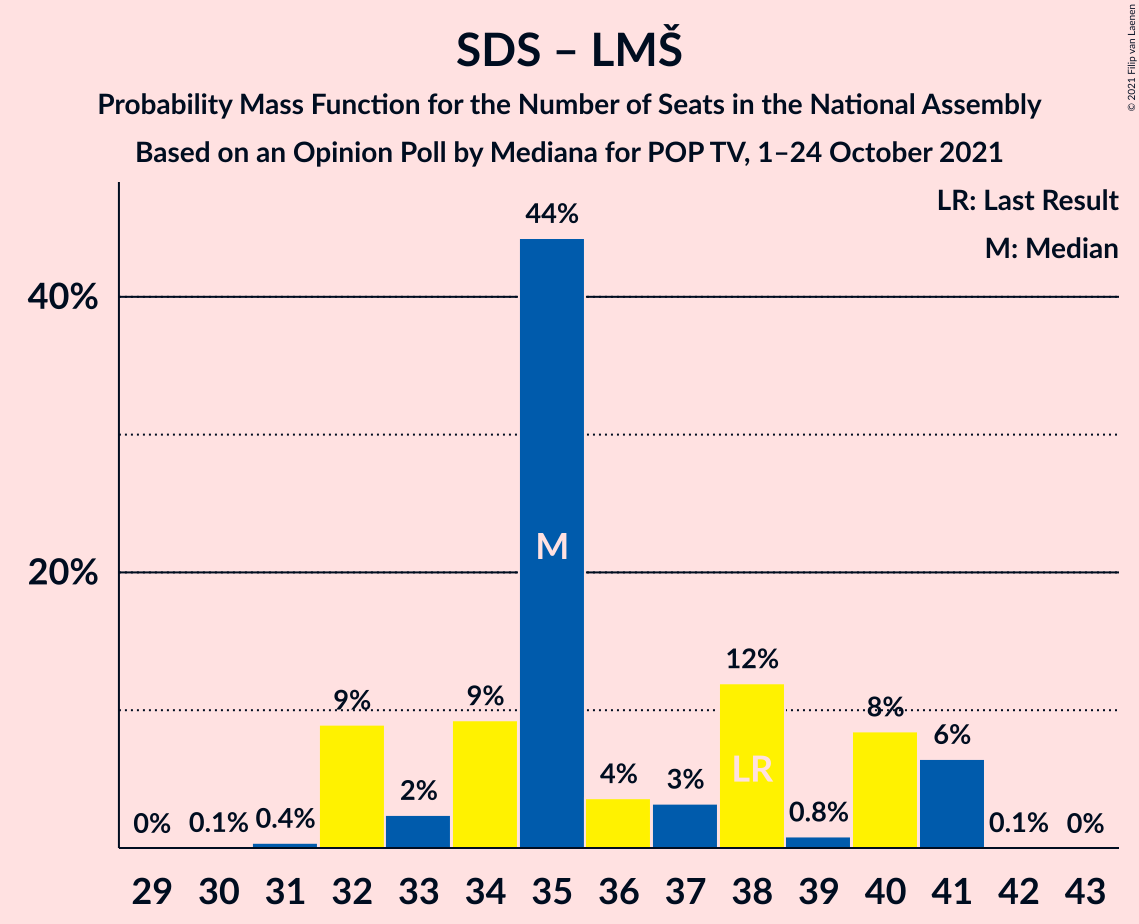 SDS – LMŠ
Probability Mass Function for the Number of Seats in the National Assembly
Based on an Opinion Poll by Mediana for POP TV, 1–24 October 2021
© 2021 Filip van Laenen
LR: Last Result
M: Median
44%
40%
M
20%
12%
9%
9%
8%
6%
LR
4%
3%
2%
0%
0.1%
0.4%
0.8%
0.1%
0%
29 30 31 32 33 34 35 36 37 38 39 40 41 42 43